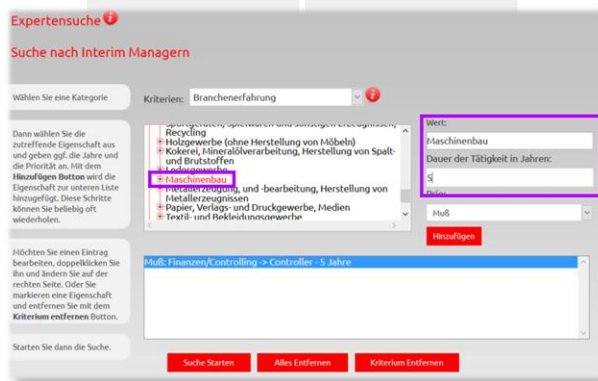 Expertensuche
Suche nach Interim Managern
Wählen Sie eine Kategorie
Kriterien: Branchenerfahrung
Dann wählen Sie die
zutreffende Eigenschaft aus
und geben ggf. die Jahre und
die Priorität an. Mit dem
Hinzufügen Button wird die
Eigenschaft zur unteren Liste
hinzugefügt. Diese Schritte
können Sie beliebig oft
wiederholen.
Recycling
Holzgewerbe (ohne Herstellung von Möbeln)
Kokerei, Mineralölverarbeitung, Herstellung von Spalt-
und Brutstoffen
Ledergewerbe
Maschinenbau
Metallerzeugung, und -bearbeitung, Herstellung von
Metallerzeugnissen
Papier, Verlags- und Druckgewerbe, Medien
Textil- und Bekleidungsgewerbe
Wert:
Maschinenbau
Dauer der Tätigkeit in Jahren:
5
Muß
Hinzufügen
Möchten Sie einen Eintrag
bearbeiten, doppelklicken Sie
ihn und ändern Sie auf der
rechten Seite. Oder Sie
markieren eine Eigenschaft
und entfernen Sie mit dem
Kriterium entfernen Button.
Muß: Finanzen/Controlling -> Controller - 5 Jahre
Starten Sie dann die Suche.
Suche Starten
Alles Entfernen
Kriterium Entfernen